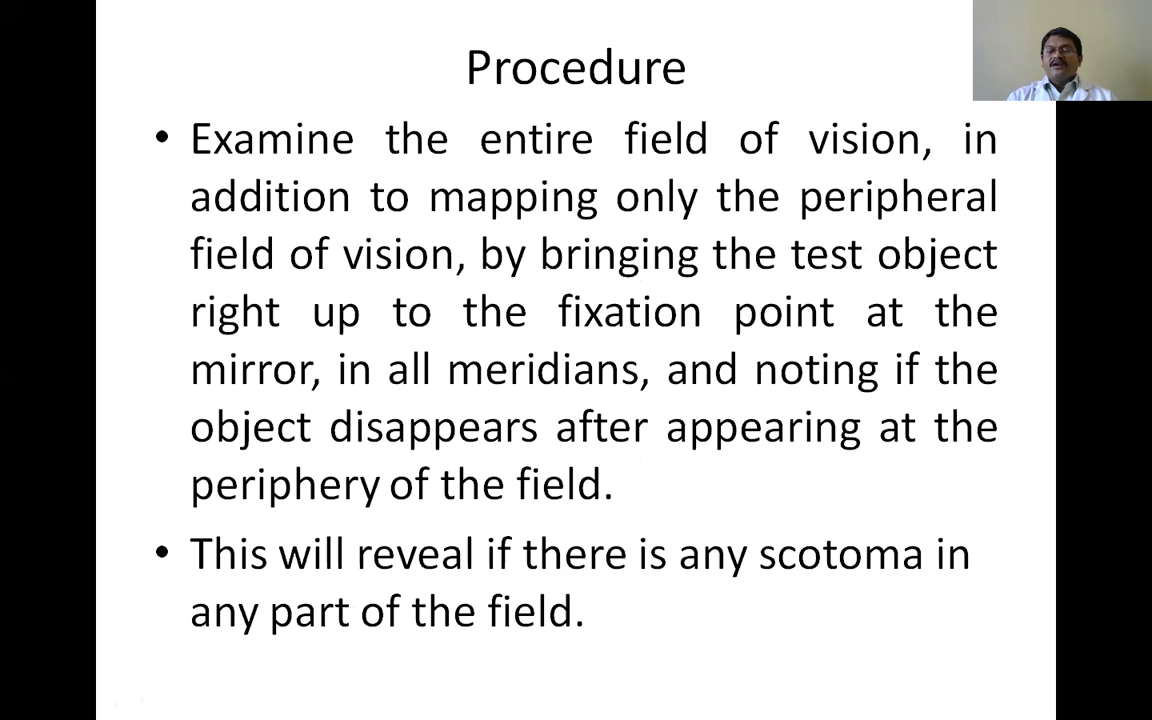 Procedure
• Examine the entire field of vision, in
addition to mapping only the peripheral
field of vision, by bringing the test object
right up to the fixation point at the
mirror, in all meridians, and noting if the
object disappears after appearing at the
periphery of the field.
• This will reveal if there is any scotoma in
any part of the field.